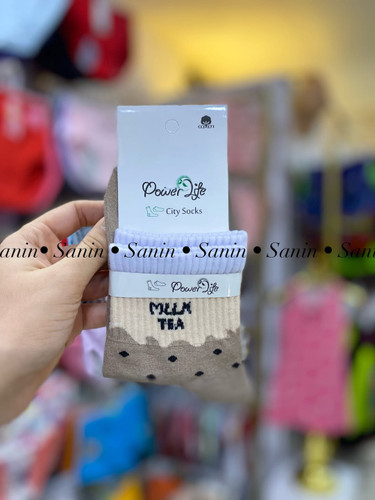 Power Life
City Socks
Sanin • Sanin • Sanin • Sanin • Sanin • Sanin
Power Life
MILK
TEA